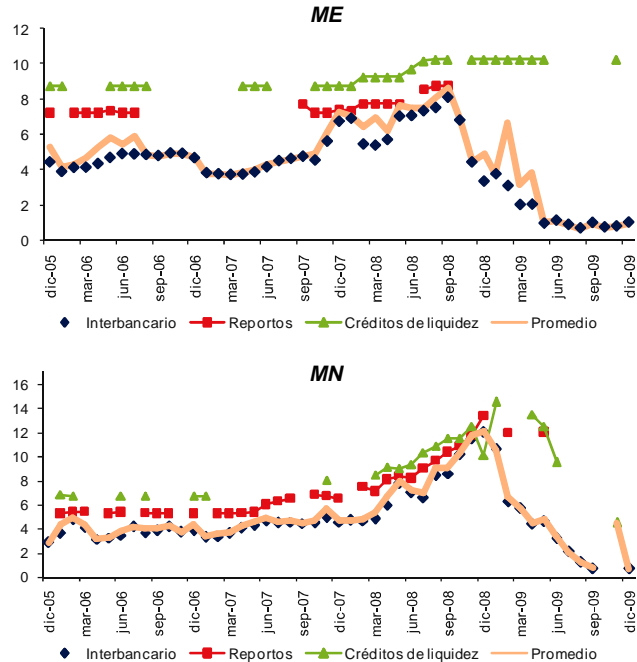 ME
12
10
8
6
4
2
0
dic-05
mar-06
jun-06
sep-06
dic-06
mar-07
jun-07
sep-07
dic-07
mar-08
jun-08
sep-08
dic-08
mar-09
jun-09
sep-09
dic-09
Interbancario Reportos Créditos de liquidez Promedio
MN
16
14
12
10
8
6
4
2
0
dic-05
mar-06
jun-06
sep-06
dic-06
mar-07
jun-07
sep-07
dic-07
mar-08
jun-08
sep-08
dic-08
mar-09
jun-09
sep-09
dic-09
Interbancario Reportos Créditos de liquidez Promedio